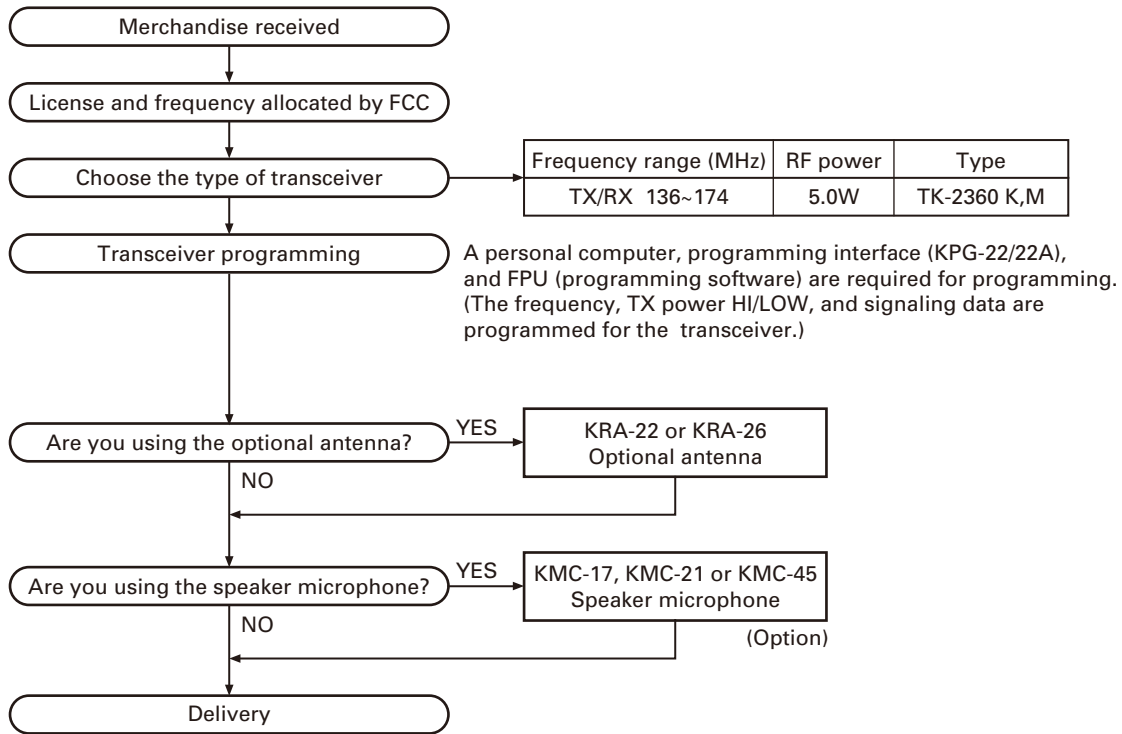 Merchandise received
License and frequency allocated by FCC
Choose the type of transceiver
Frequency range (MHz) RF power Type
TX/RX 136~174 5.0W TK-2360 K,M
Transceiver programming
A personal computer, programming interface (KPG-22/22A),
and FPU (programming software) are required for programming.
(The frequency, TX power HI/LOW, and signaling data are
programmed for the transceiver.)
Are you using the optional antenna?
YES
KRA-22 or KRA-26
Optional antenna
NO
Are you using the speaker microphone?
YES
KMC-17, KMC-21 or KMC-45
Speaker microphone
(Option)
NO
Delivery